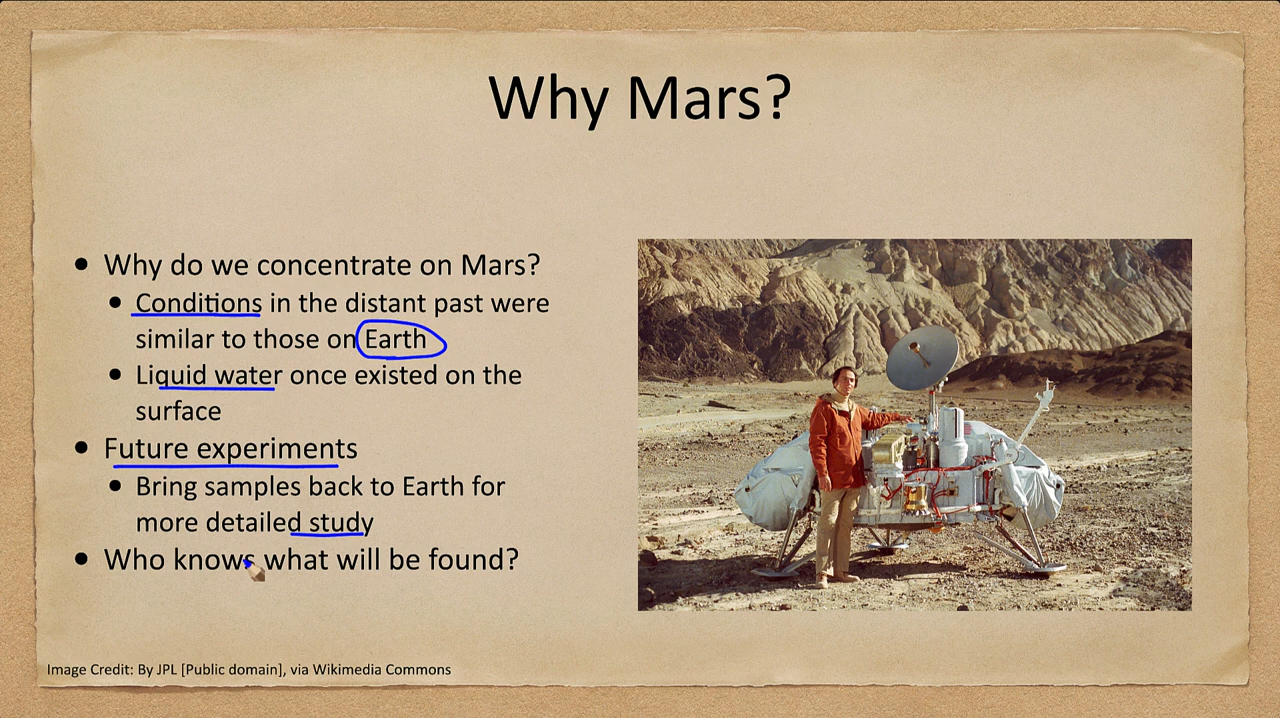 Why Mars?
• Why do we concentrate on Mars?
• Conditions in the distant past were
similar to those on Earth
• Liquid water once existed on the
surface
• Future experiments
• Bring samples back to Earth for
more detailed study
• Who knows what will be found?
Image Credit: By JPL [Public domain], via Wikimedia Commons